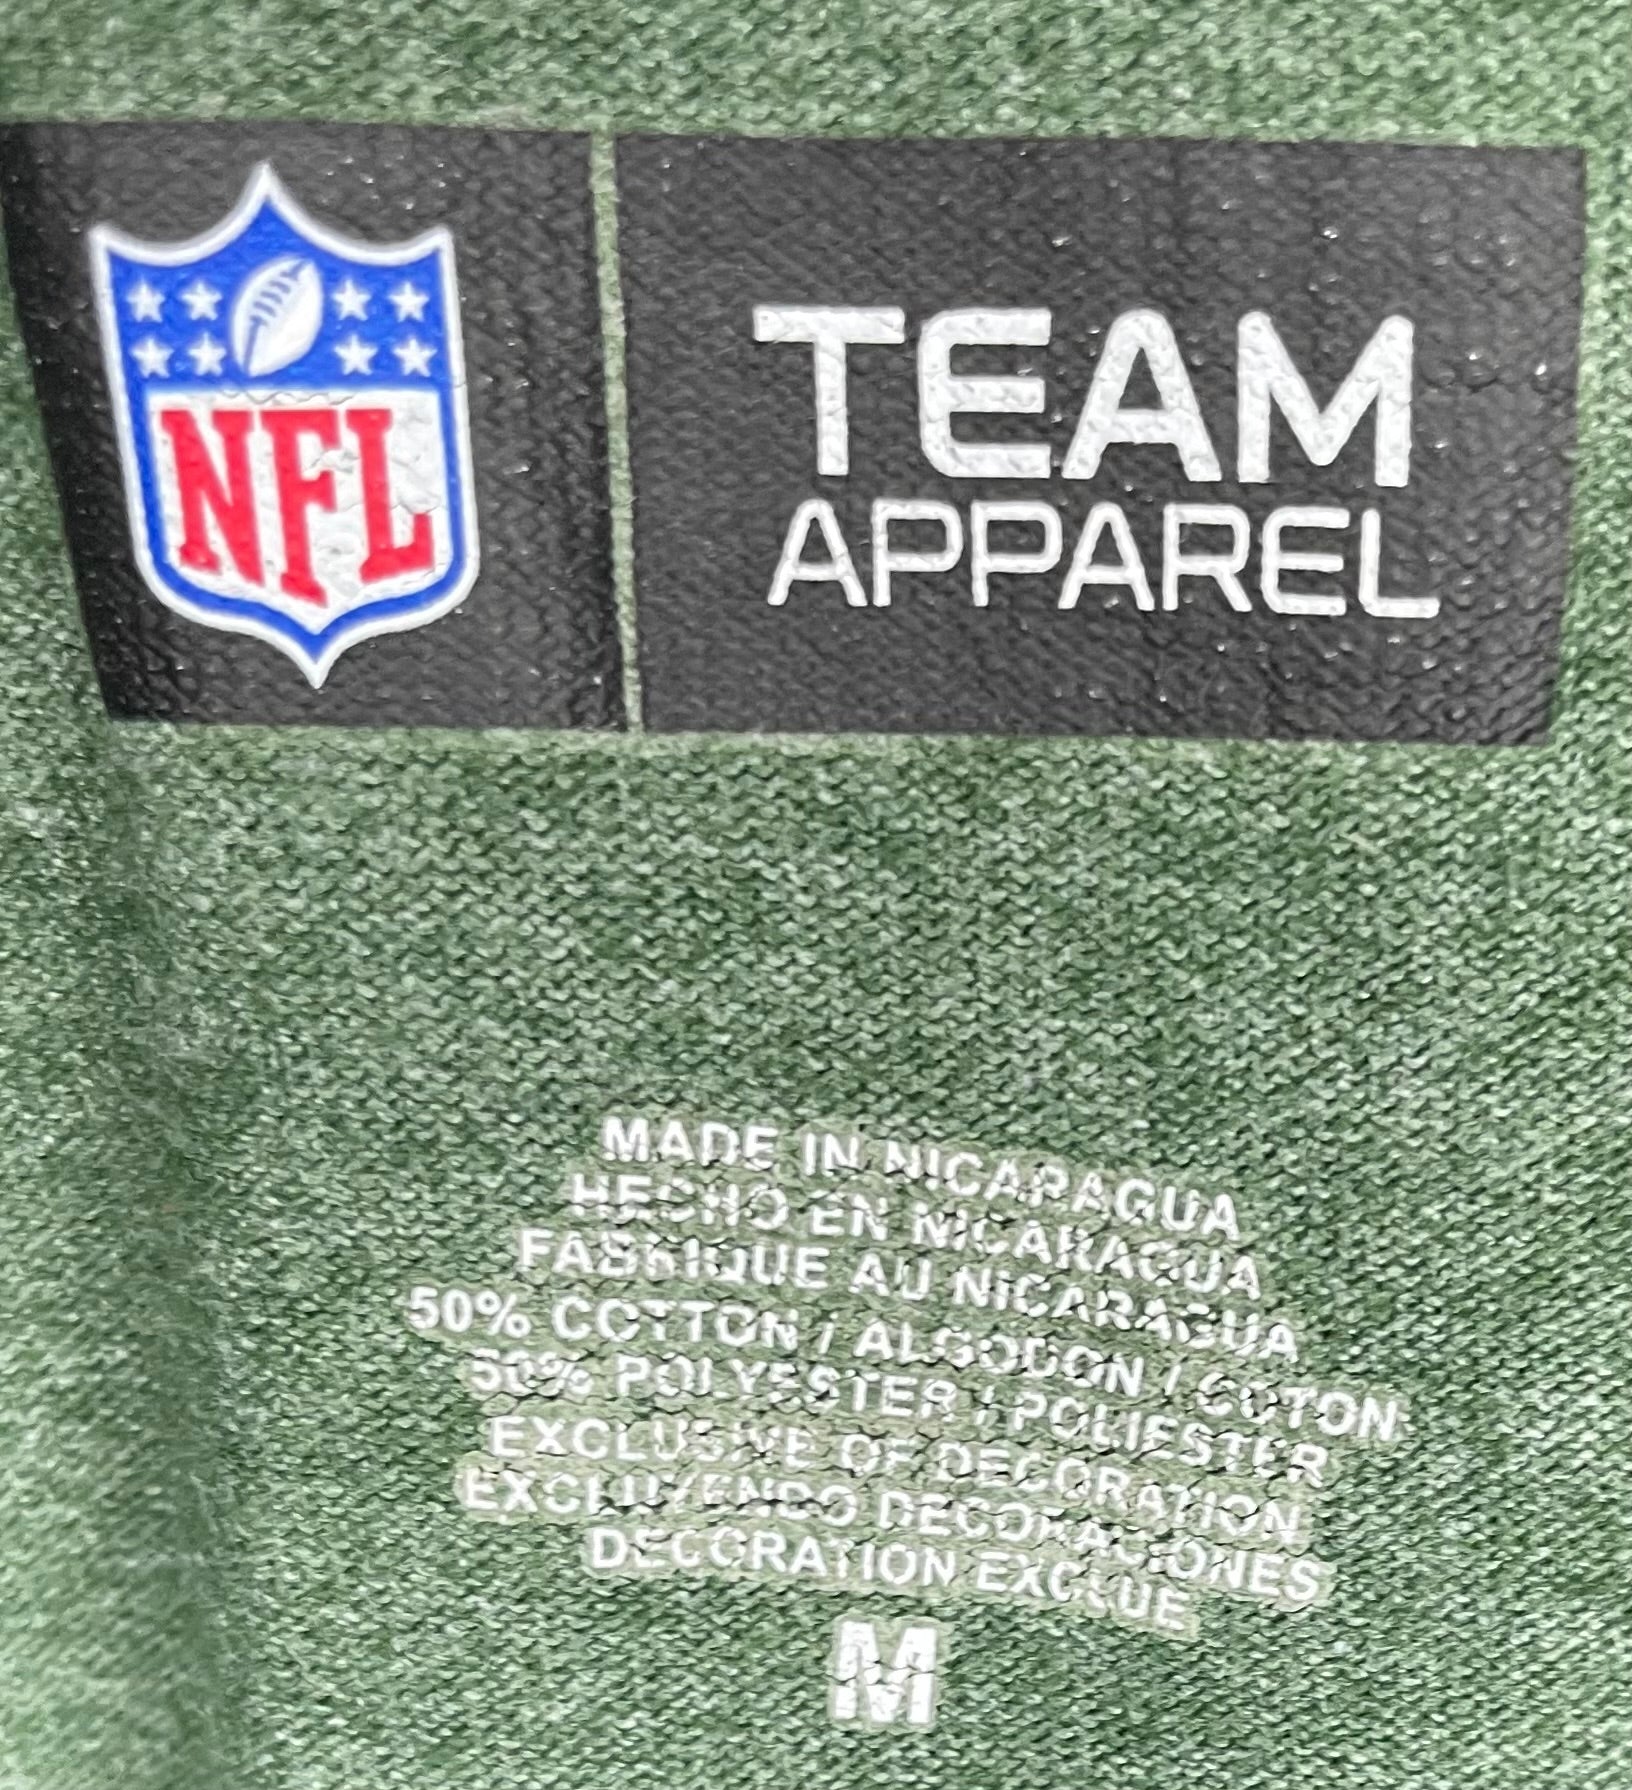 NFL
TEAM
APPAREL
MADE IN NICARAGUA
HECHO EN NICARAGUA
FABRIQUE AU NICARAGUA
50% COTTON / ALGODON / COTON
50% POLYESTER / POLIESTER
EXCLUSIVE OF DECORATION
EXCLUYENDO DECORACIONES
DECORATION EXCLUE
M